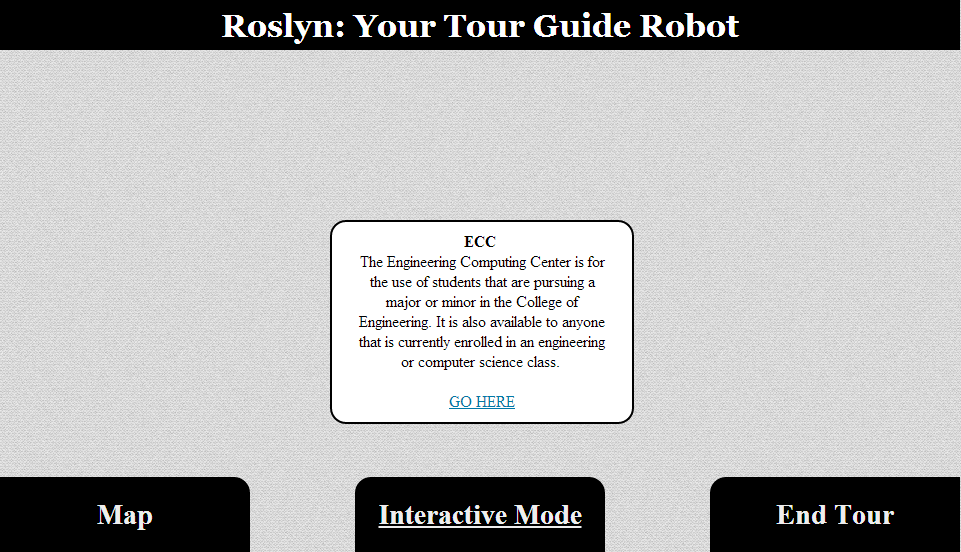 Roslyn: Your Tour Guide Robot
ECC
The Engineering Computing Center is for
the use of students that are pursuing a
major or minor in the College of
Engineering. It is also available to anyone
that is currently enrolled in an engineering
or computer science class.
GO HERE
Map
Interactive Mode
End Tour